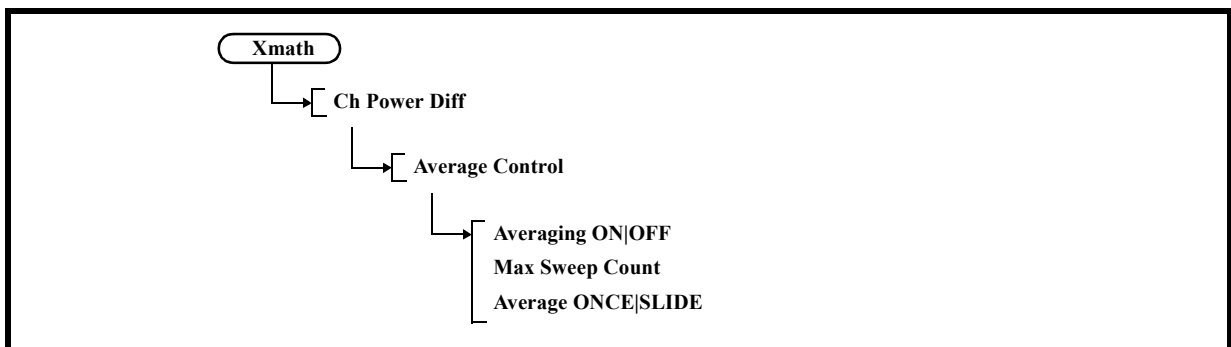 Xmath
Ch Power Diff
Average Control
Averaging ON|OFF
Max Sweep Count
Average ONCE|SLIDE